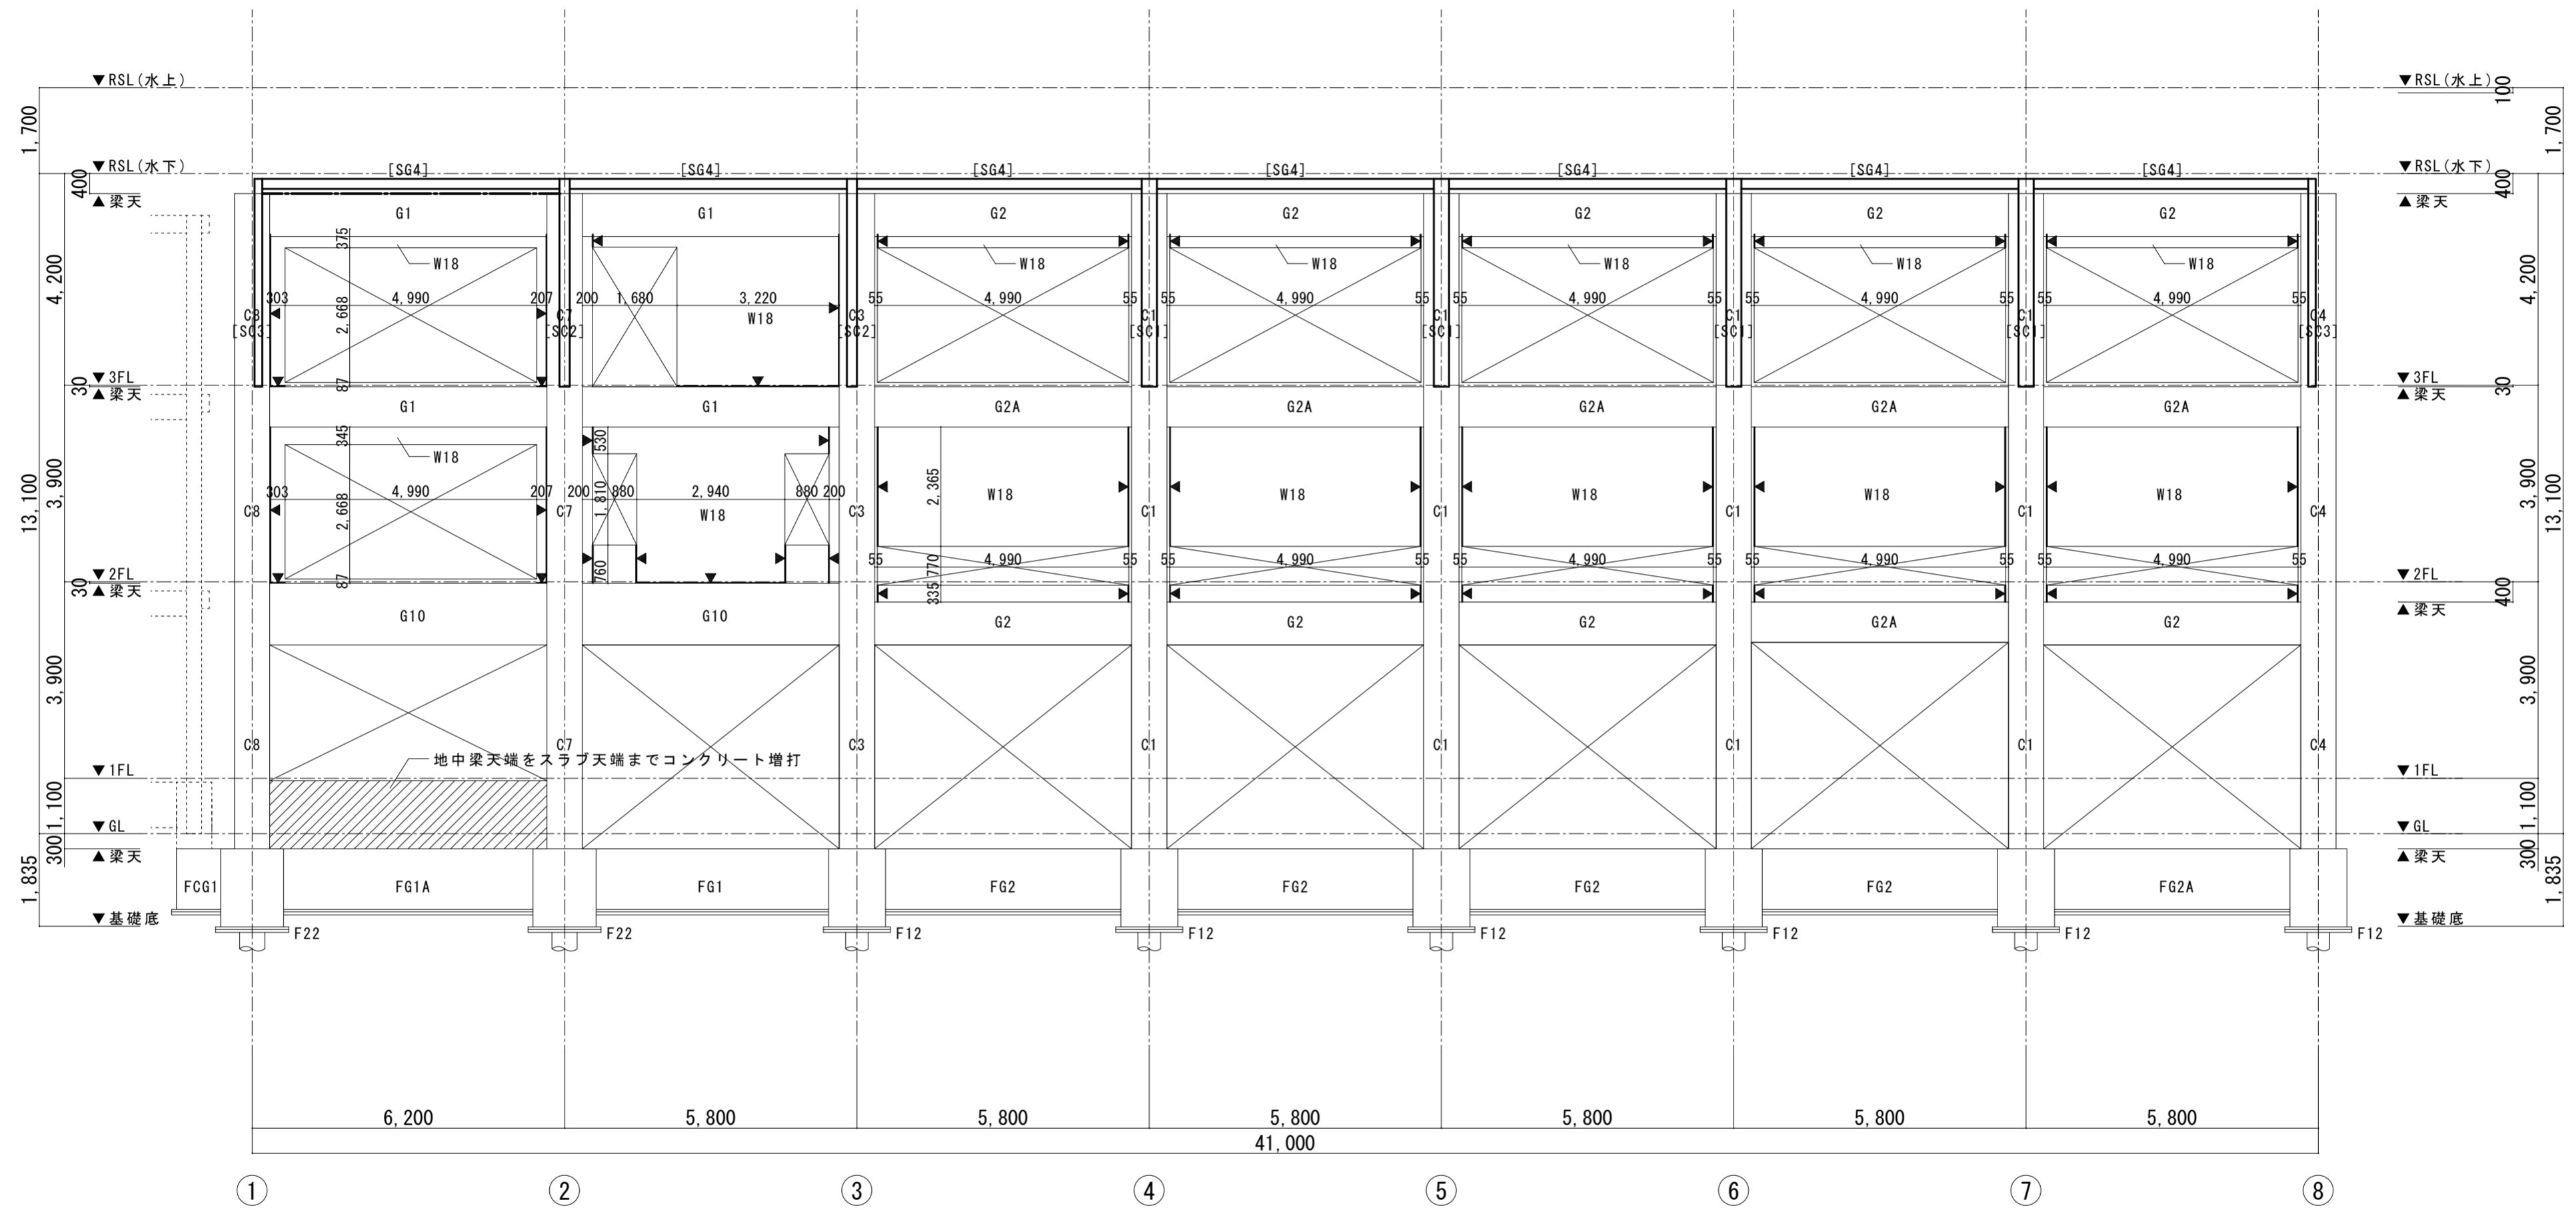 ▼RSL(水上) ▼RSL(水上) 100
1,700 1,700
▼RSL(水下) [SG4] [SG4] [SG4] [SG4] [SG4] [SG4] [SG4] ▼RSL(水下)
400 400
▲梁天 G1 G1 G2 G2 G2 G2 G2 ▲梁天
375
W18 W18 W18 W18 W18 W18
4,200 4,200
303 4,990 207 200 1,680 3,220 55 4,990 55 55 4,990 55 55 4,990 55 55 4,990 55 55 4,990 55
2,668
C8 C7 W18 C3 C1 C1 C1 C1 C4
[SC3] [SC2] [SC2] [SC1] [SC1] [SC1] [SC1] [SC3]
▼3FL 87 ▼3FL
30 30
▲梁天 G1 G1 G2A G2A G2A G2A G2A ▲梁天
345 530
W18
13,100 3,900 2,365 3,900 13,100
303 4,990 207 200 880 2,940 880 200 W18 W18 W18 W18 W18
2,668 1,810
C8 C7 W18 C3 C1 C1 C1 C1 C4
55 4,990 55 55 4,990 55 55 4,990 55 55 4,990 55 55 4,990 55
▼2FL 87 760 770 ▼2FL
30 335 400
▲梁天 ▲梁天
G10 G10 G2 G2 G2 G2A G2
3,900 3,900
C8 C7 C3 C1 C1 C1 C1 C4
地中梁天端をスラブ天端までコンクリート増打
▼1FL ▼1FL
1,100 1,100
▼GL ▼GL
300 300
▲梁天 ▲梁天
1,835 1,835
FCG1 FG1A FG1 FG2 FG2 FG2 FG2 FG2A
▼基礎底 ▼基礎底
F22 F22 F12 F12 F12 F12 F12 F12
6,200 5,800 5,800 5,800 5,800 5,800 5,800
41,000
① ② ③ ④ ⑤ ⑥ ⑦ ⑧